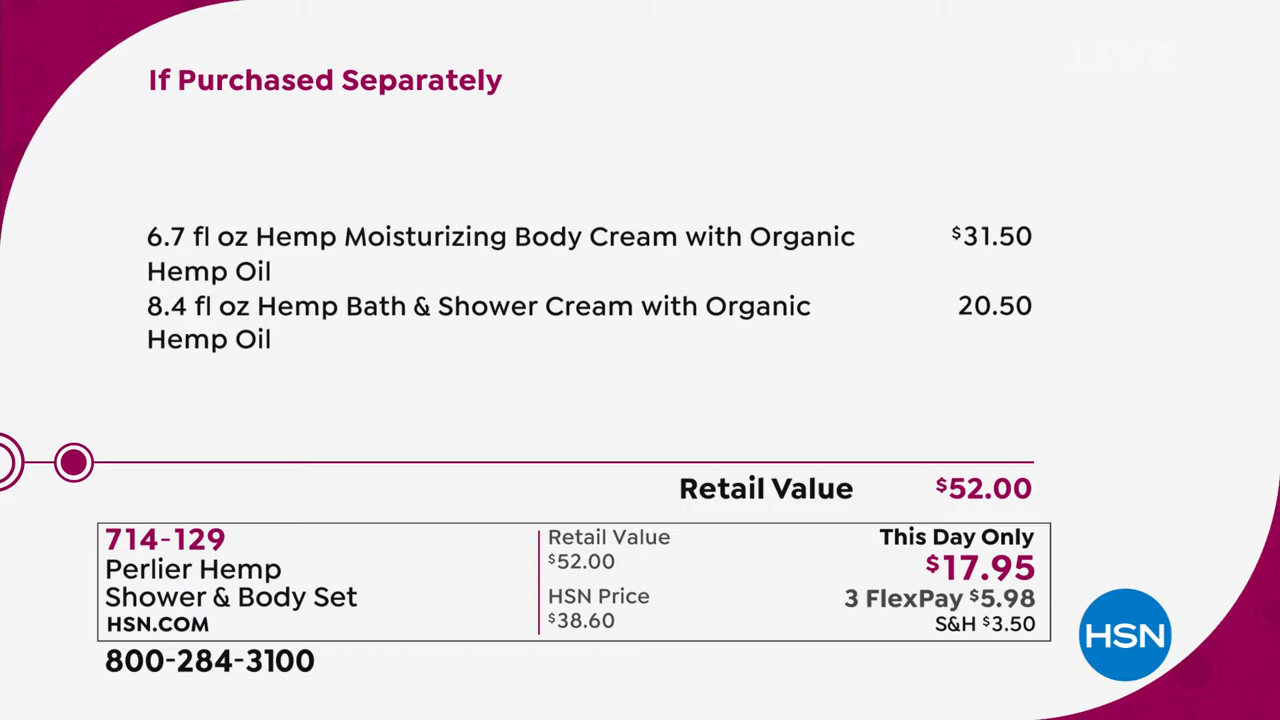 If Purchased Separately
6.7 fl oz Hemp Moisturizing Body Cream with Organic $31.50
Hemp Oil
8.4 fl oz Hemp Bath & Shower Cream with Organic 20.50
Hemp Oil
Retail Value $52.00
714-129
Perlier Hemp
Shower & Body Set
HSN.COM
Retail Value
$52.00
HSN Price
$38.60
This Day Only
$17.95
3 FlexPay $5.98
S&H $3.50
800-284-3100
HSN